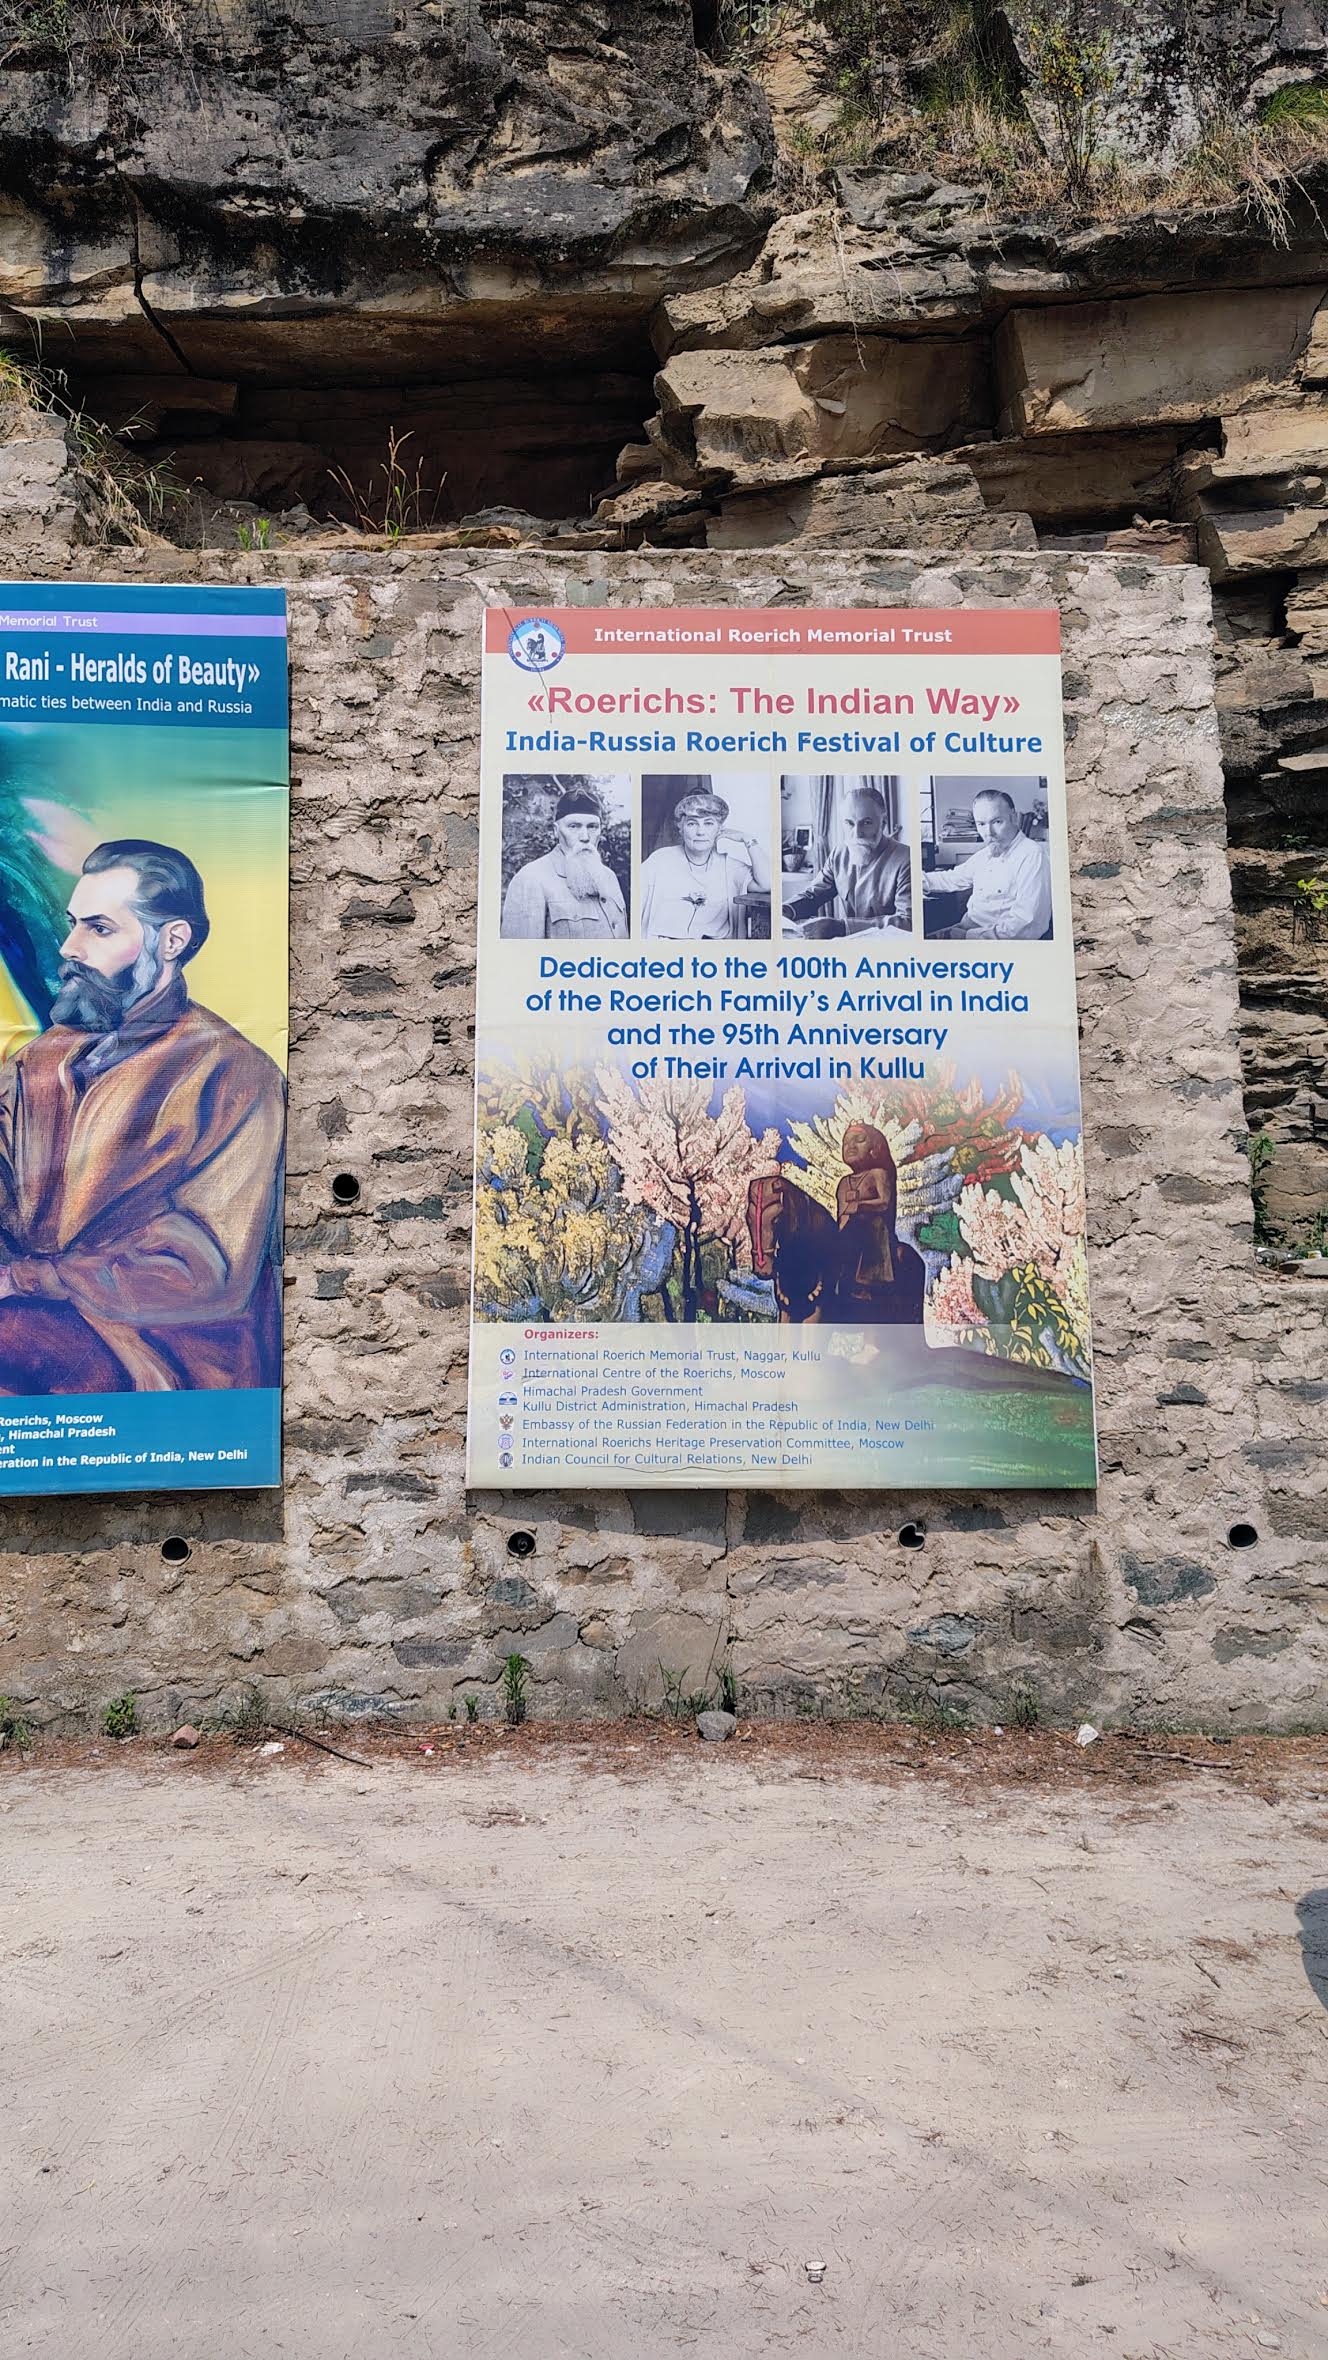 Memorial Trust
Rani - Heralds of Beauty»
matic ties between India and Russia
Roerichs, Moscow
, Himachal Pradesh
ent
eration in the Republic of India, New Delhi
International Roerich Memorial Trust
«Roerichs: The Indian Way»
India-Russia Roerich Festival of Culture
Dedicated to the 100th Anniversary
of the Roerich Family's Arrival in India
and The 95th Anniversary
of Their Arrival in Kullu
Organizers:
International Roerich Memorial Trust, Naggar, Kullu
International Centre of the Roerichs, Moscow
Himachal Pradesh Government
Kullu District Administration, Himachal Pradesh
Embassy of the Russian Federation in the Republic of India, New Delhi
International Roerichs Heritage Preservation Committee, Moscow
Indian Council for Cultural Relations, New Delhi